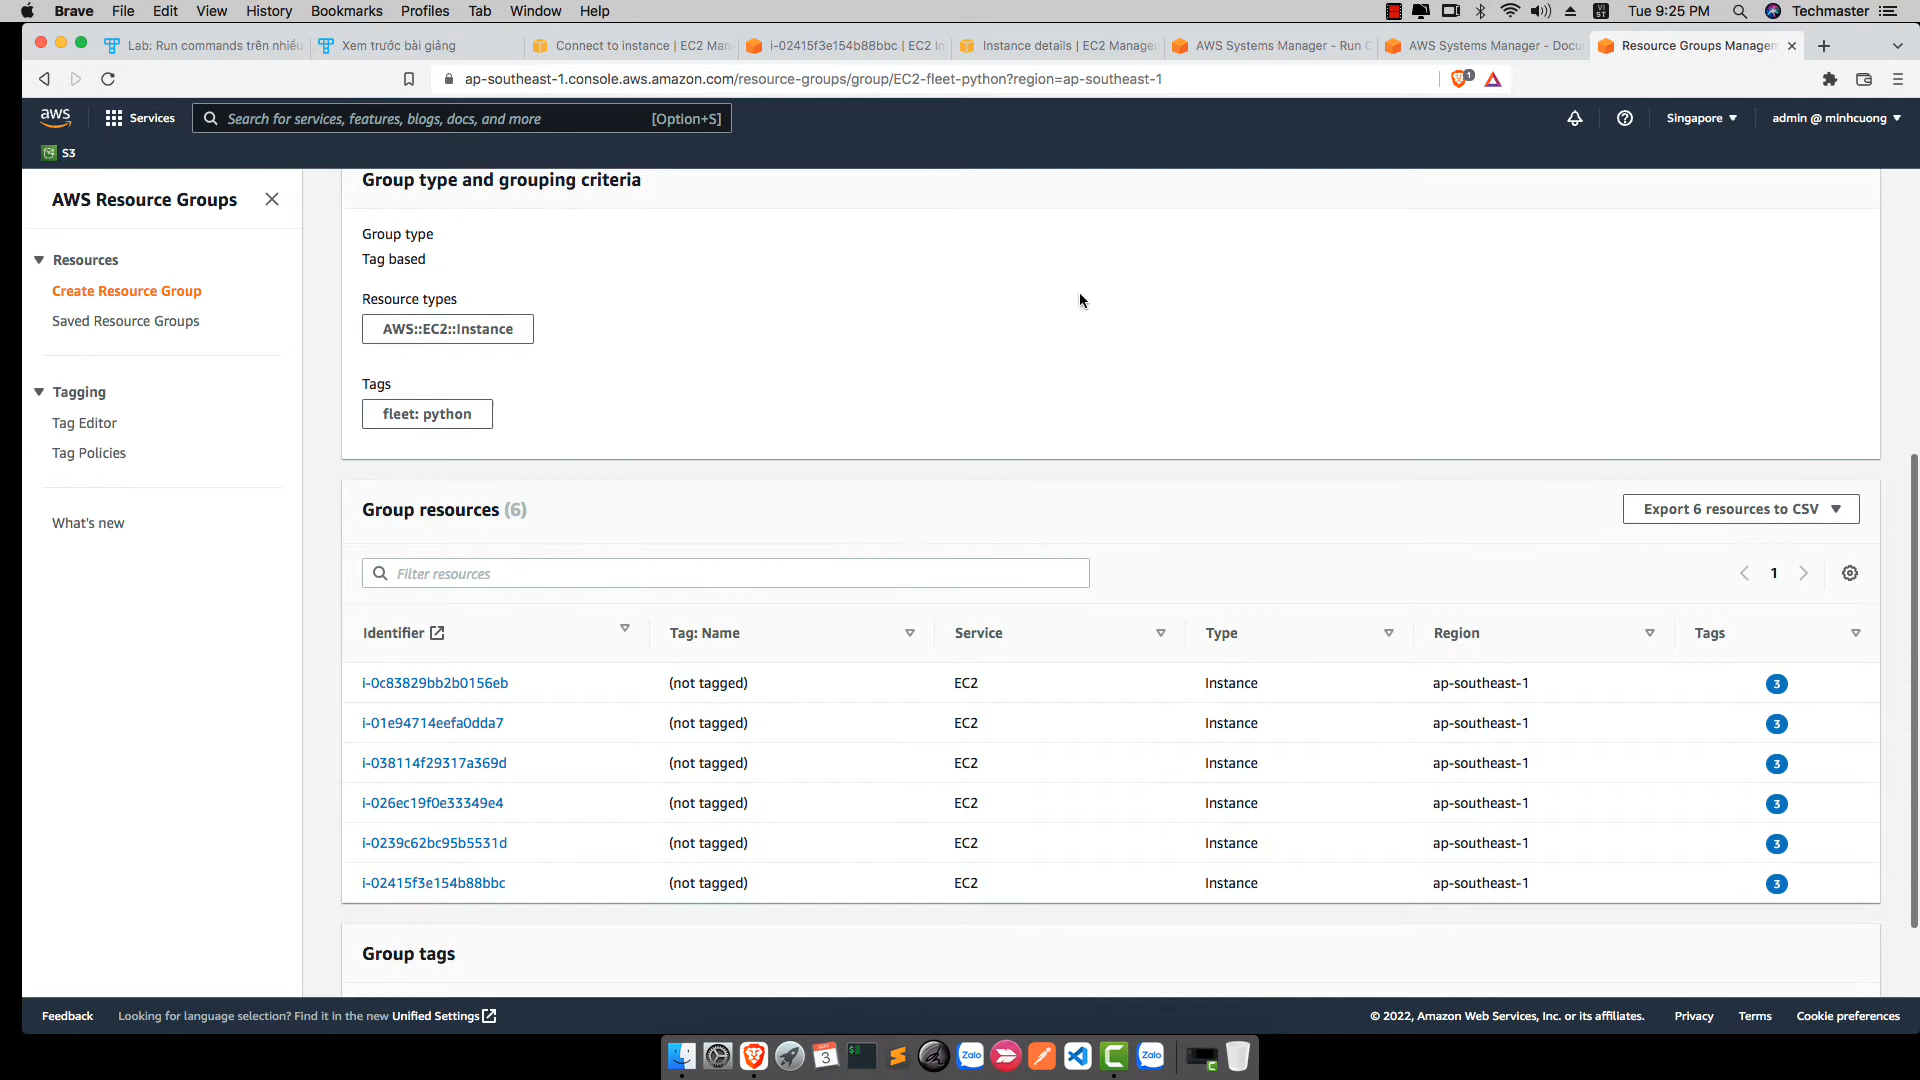 Brave File Edit View History Bookmarks Profiles Tab Window Help Tue 9:25 PM Techmaster
Lab: Run commands trên nhiều Xem trước bài giảng Connect to instance | EC2 Man i-02415f3e154b88bbc | EC2 In Instance details | EC2 Manage AWS Systems Manager - Run C AWS Systems Manager - Docu Resource Groups Managem
ap-southeast-1.console.aws.amazon.com/resource-groups/group/EC2-fleet-python?region=ap-southeast-1 1
aws Services Search for services, features, blogs, docs, and more [Option+S] Singapore admin @ minhcuong
S3
AWS Resource Groups
Resources
Create Resource Group
Saved Resource Groups
Tagging
Tag Editor
Tag Policies
What's new
Group type and grouping criteria
Group type
Tag based
Resource types
AWS::EC2::Instance
Tags
fleet: python
Group resources (6) Export 6 resources to CSV
Filter resources 1
Identifier Tag: Name Service Type Region Tags
i-0c83829bb2b0156eb (not tagged) EC2 Instance ap-southeast-1 3
i-01e94714eefa0dda7 (not tagged) EC2 Instance ap-southeast-1 3
i-038114f29317a369d (not tagged) EC2 Instance ap-southeast-1 3
i-026ec19f0e33349e4 (not tagged) EC2 Instance ap-southeast-1 3
i-0239c62bc95b5531d (not tagged) EC2 Instance ap-southeast-1 3
i-02415f3e154b88bbc (not tagged) EC2 Instance ap-southeast-1 3
Group tags
Feedback Looking for language selection? Find it in the new Unified Settings © 2022, Amazon Web Services, Inc. or its affiliates. Privacy Terms Cookie preferences
MAY 3 Zalo Zalo